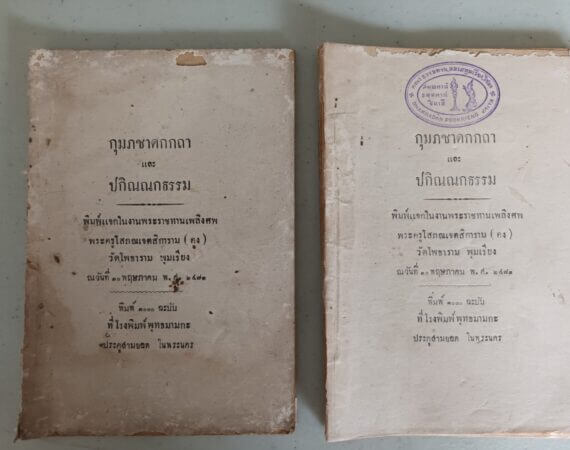 กุมภชาดกกถา
และ
ปกิณณกธรรม
พิมพ์แจกในงานพระราชทานเพลิงศพ
พระครูโสภณเจตสิการาม ( คง )
วัดโพธาราม พุมเรียง
ณวันที่ ๑๐ พฤษภาคม พ.ศ. ๒๔๗๑
พิมพ์ ๑๐๐๐ ฉะบับ
ที่โรงพิมพ์พุทธมามกะ
ประตูสามยอด ในพระนคร
กุมภชาดกกถา
และ
ปกิณณกธรรม
พิมพ์แจกในงานพระราชทานเพลิงศพ
พระครูโสภณเจตสิการาม ( คง )
วัดโพธาราม พุมเรียง
ณวันที่ ๑๐ พฤษภาคม พ.ศ. ๒๔๗๑
พิมพ์ ๑๐๐๐ ฉะบับ
ที่โรงพิมพ์พุทธมามกะ
ประตูสามยอด ในพระนคร